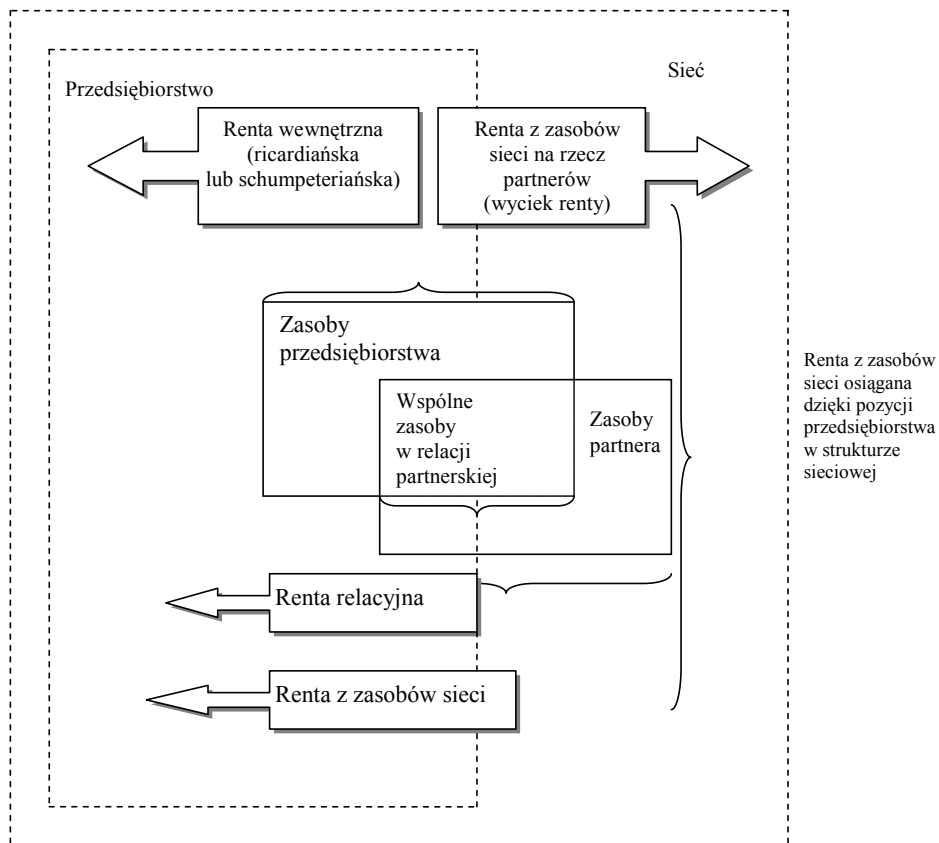 Sieć
Przedsiębiorstwo
Renta wewnętrzna
(ricardiańska
lub schumpeteriańska)
Renta z zasobów
sieci na rzecz
partnerów
(wyciek renty)
Zasoby
przedsiębiorstwa
Wspólne
zasoby
w relacji
partnerskiej
Zasoby
partnera
Renta z zasobów
sieci osiągana
dzięki pozycji
przedsiębiorstwa
w strukturze
sieciowej
Renta relacyjna
Renta z zasobów sieci